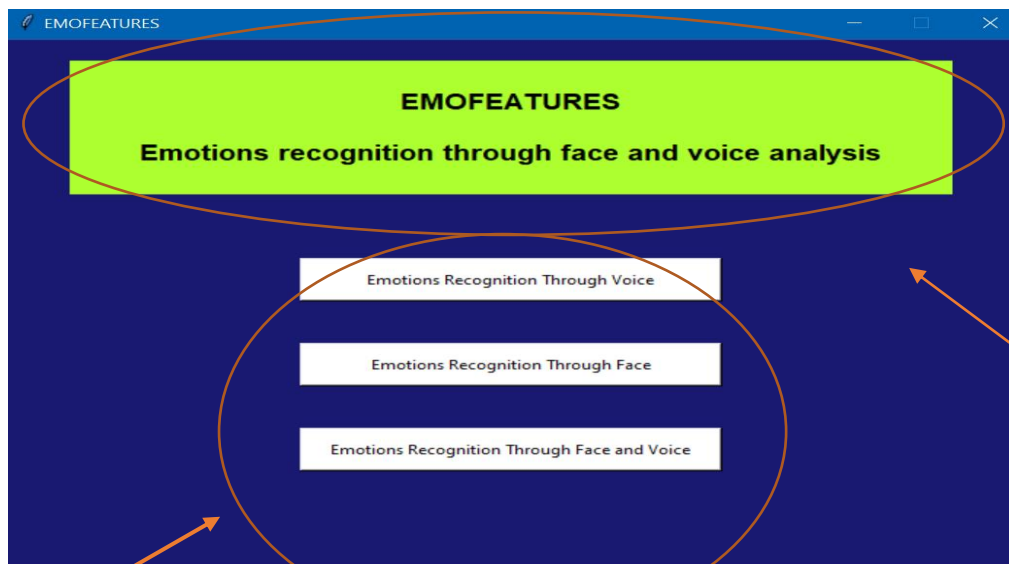 EMOFEATURES
EMOFEATURES
Emotions recognition through face and voice analysis
Emotions Recognition Through Voice
Emotions Recognition Through Face
Emotions Recognition Through Face and Voice